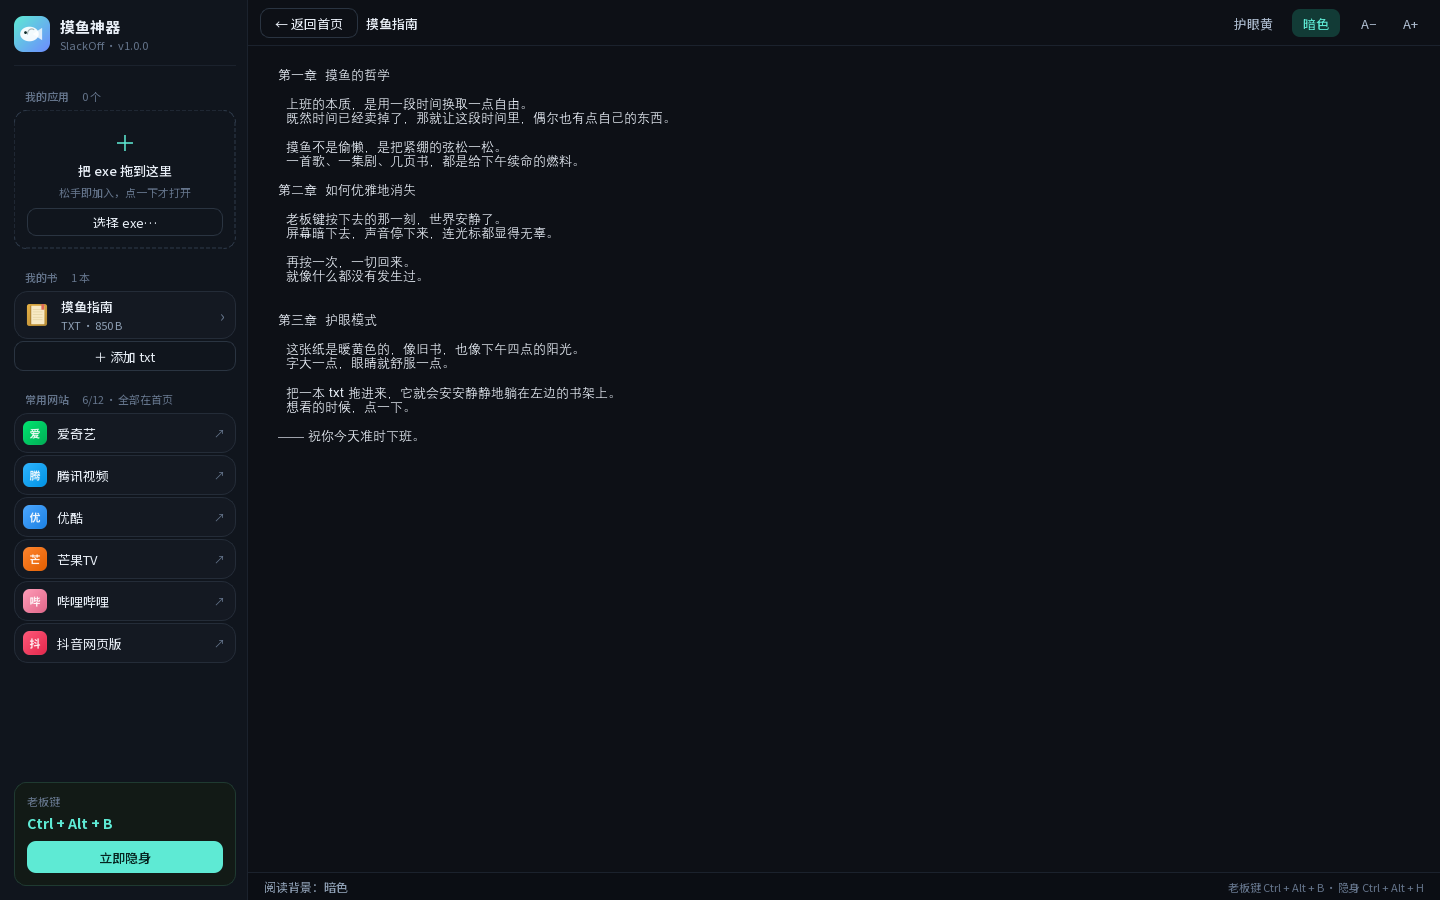 摸鱼神器
SlackOff · v1.0.0
我的应用 0 个
把 exe 拖到这里
松手即加入，点一下才打开
选择 exe…
我的书 1 本
摸鱼指南
TXT · 850 B
›
＋ 添加 txt
常用网站 6/12 · 全部在首页
爱 爱奇艺 ↗
腾 腾讯视频 ↗
优 优酷 ↗
芒 芒果TV ↗
哔 哔哩哔哩 ↗
抖 抖音网页版 ↗
老板键
Ctrl + Alt + B
立即隐身
← 返回首页 摸鱼指南 护眼黄 暗色 A− A+
第一章 摸鱼的哲学
上班的本质，是用一段时间换取一点自由。
既然时间已经卖掉了，那就让这段时间里，偶尔也有点自己的东西。
摸鱼不是偷懒，是把紧绷的弦松一松。
一首歌、一集剧、几页书，都是给下午续命的燃料。
第二章 如何优雅地消失
老板键按下去的那一刻，世界安静了。
屏幕暗下去，声音停下来，连光标都显得无辜。
再按一次，一切回来。
就像什么都没有发生过。
第三章 护眼模式
这张纸是暖黄色的，像旧书，也像下午四点的阳光。
字大一点，眼睛就舒服一点。
把一本 txt 拖进来，它就会安安静静地躺在左边的书架上。
想看的时候，点一下。
—— 祝你今天准时下班。
阅读背景：暗色 老板键 Ctrl + Alt + B · 隐身 Ctrl + Alt + H